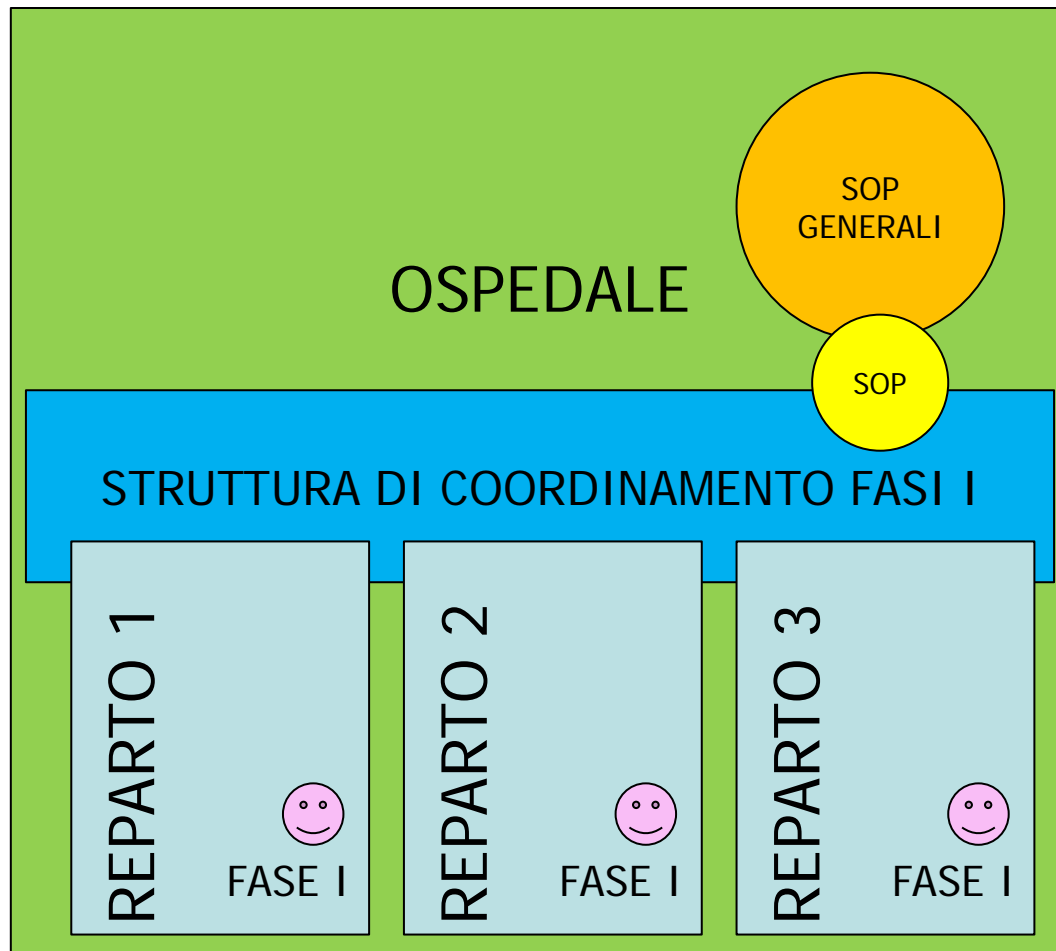 SOP
GENERALI
OSPEDALE
SOP
STRUTTURA DI COORDINAMENTO FASI I
REPARTO 1
FASE I
REPARTO 2
FASE I
REPARTO 3
FASE I